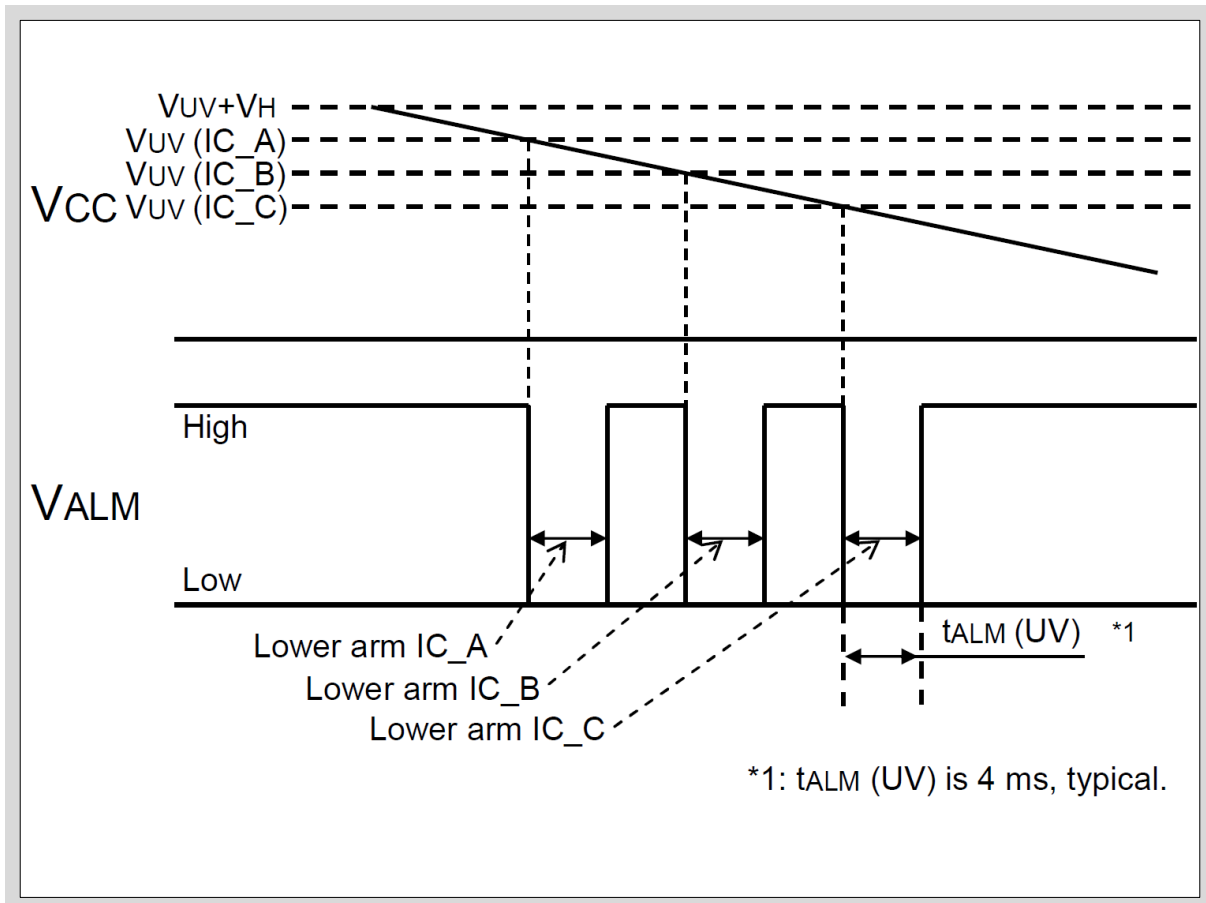 VUV+VH
VUV (IC_A)
VUV (IC_B)
VCC VUV (IC_C)
High
VALM
Low
tALM (UV) *1
Lower arm IC_A
Lower arm IC_B
Lower arm IC_C
*1: tALM (UV) is 4 ms, typical.